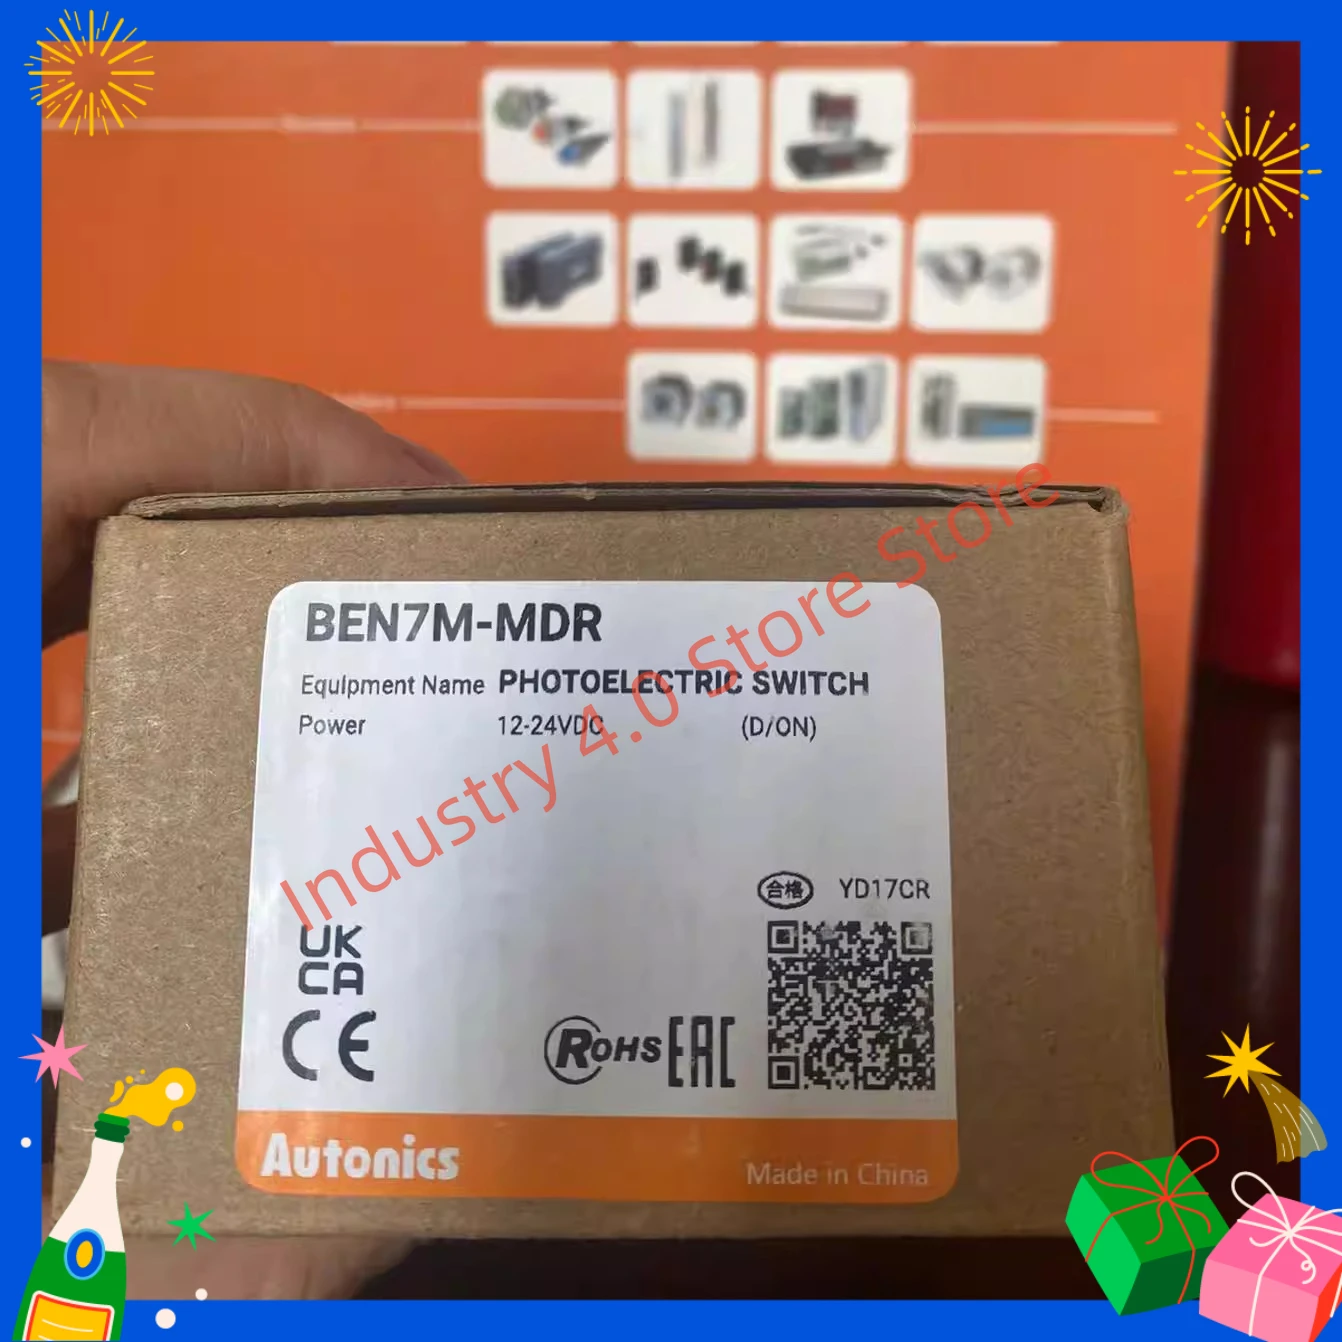 BEN7M-MDR
Equipment Name PHOTOELECTRIC SWITCH
Power 12-24VDC (D/ON)
Industry 4.0 Store Store
合格 YD17CR
UK
CA
CE
RoHS EAC
Autonics
Made in China